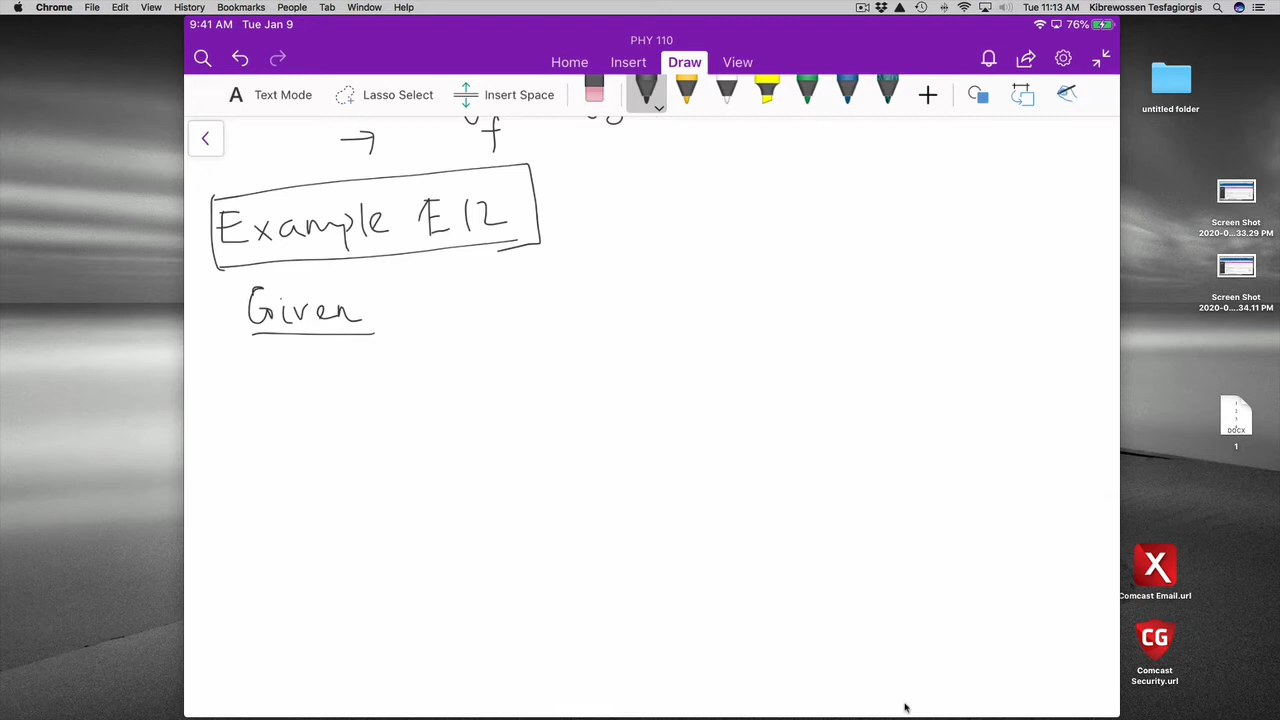 Chrome File Edit View History Bookmarks People Tab Window Help Tue 11:13 AM Kibrewossen Tesfagiorgis
9:41 AM Tue Jan 9 76%
PHY 110
Home Insert Draw View
A Text Mode Lasso Select Insert Space
→ f
Example E12
Given
untitled folder
Screen Shot
2020-0....33.29 PM
Screen Shot
2020-0....34.11 PM
DOCX
1
X
Comcast Email.url
CG
Comcast
Security.url